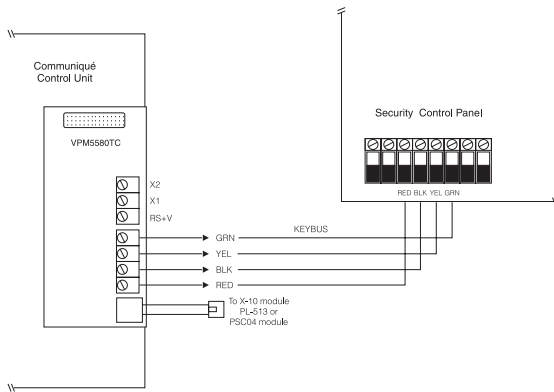 Communiqué
Control Unit
VPM5580TC
X2
X1
RS+V
GRN
YEL
BLK
RED
KEYBUS
To X-10 module
PL-513 or
PSC04 module
Security Control Panel
RED BLK YEL GRN